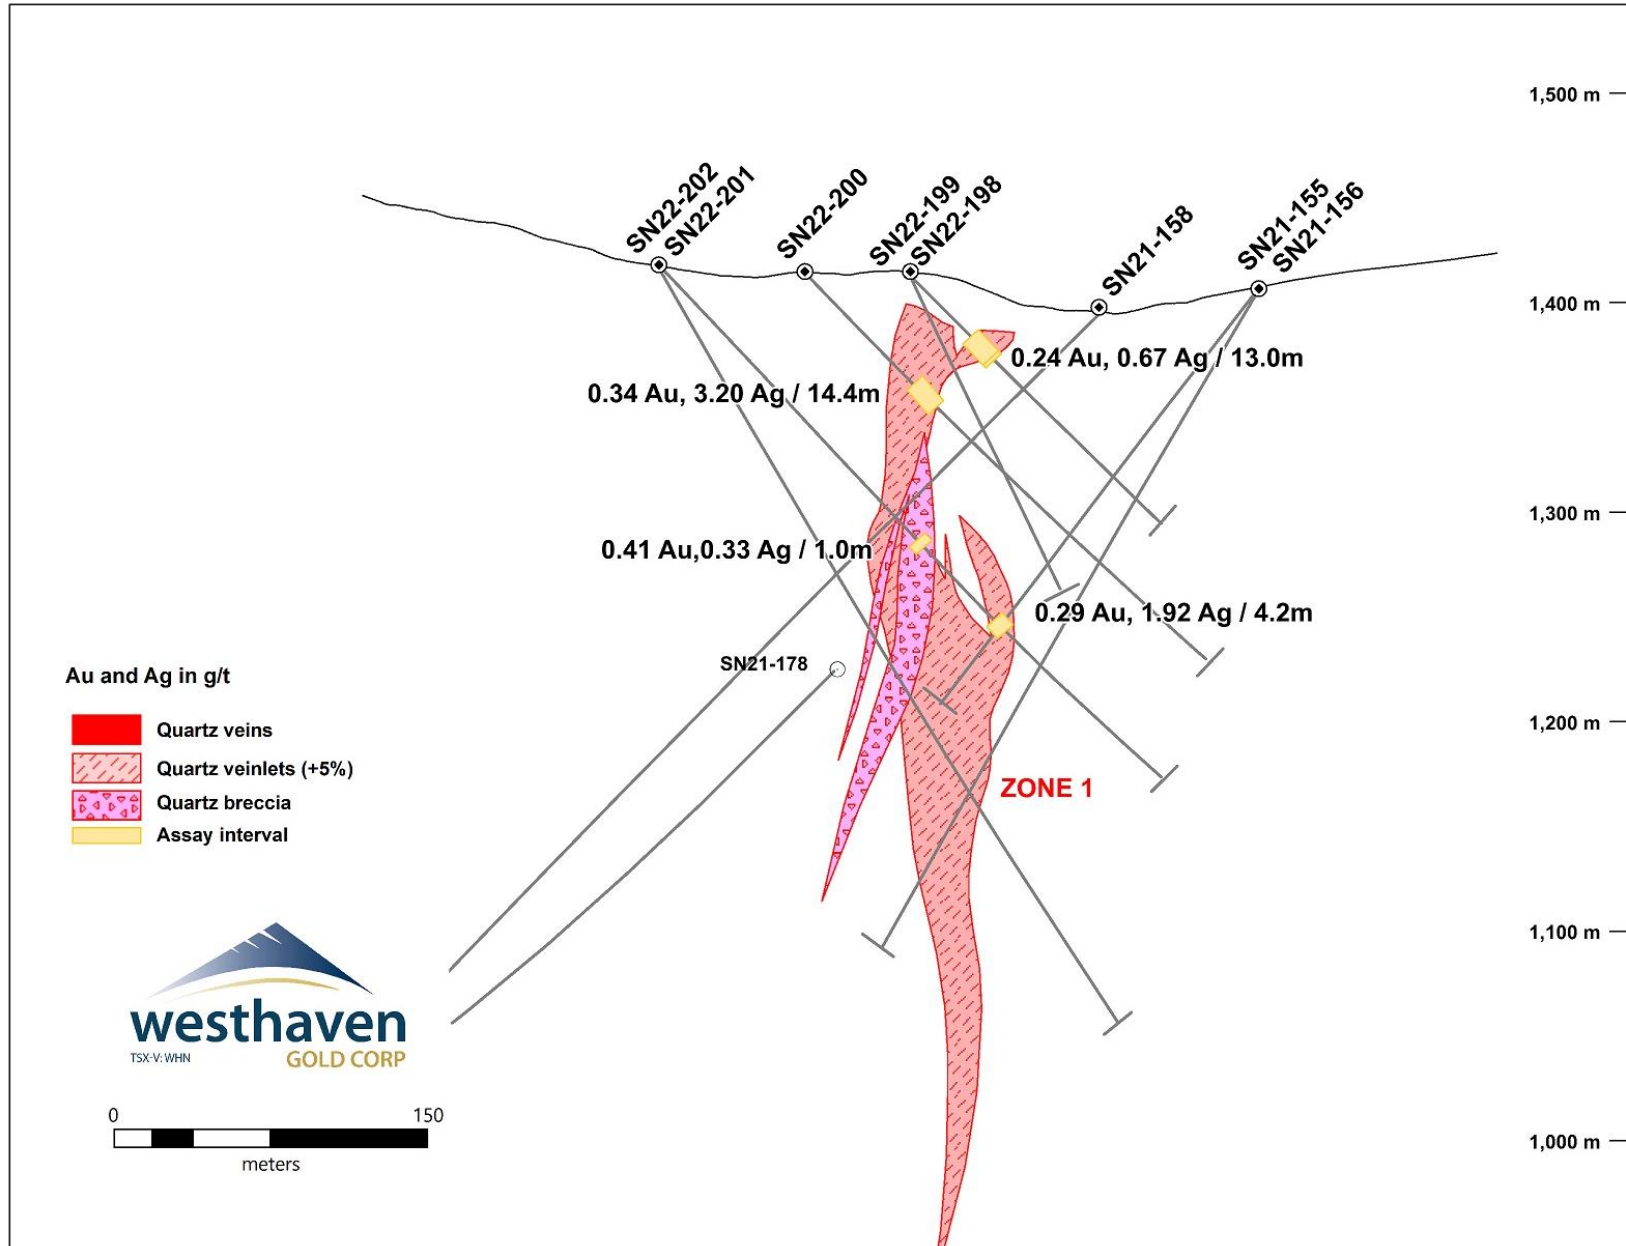 1,500 m
SN22-202
SN22-201
SN22-200
SN22-199
SN22-198
SN21-158
SN21-155
SN21-156
1,400 m
0.24 Au, 0.67 Ag / 13.0m
0.34 Au, 3.20 Ag / 14.4m
1,300 m
0.41 Au,0.33 Ag / 1.0m
0.29 Au, 1.92 Ag / 4.2m
SN21-178
Au and Ag in g/t
Quartz veins
Quartz veinlets (+5%)
Quartz breccia
Assay interval
1,200 m
ZONE 1
1,100 m
westhaven
TSX-V: WHN
GOLD CORP
0 150
meters
1,000 m